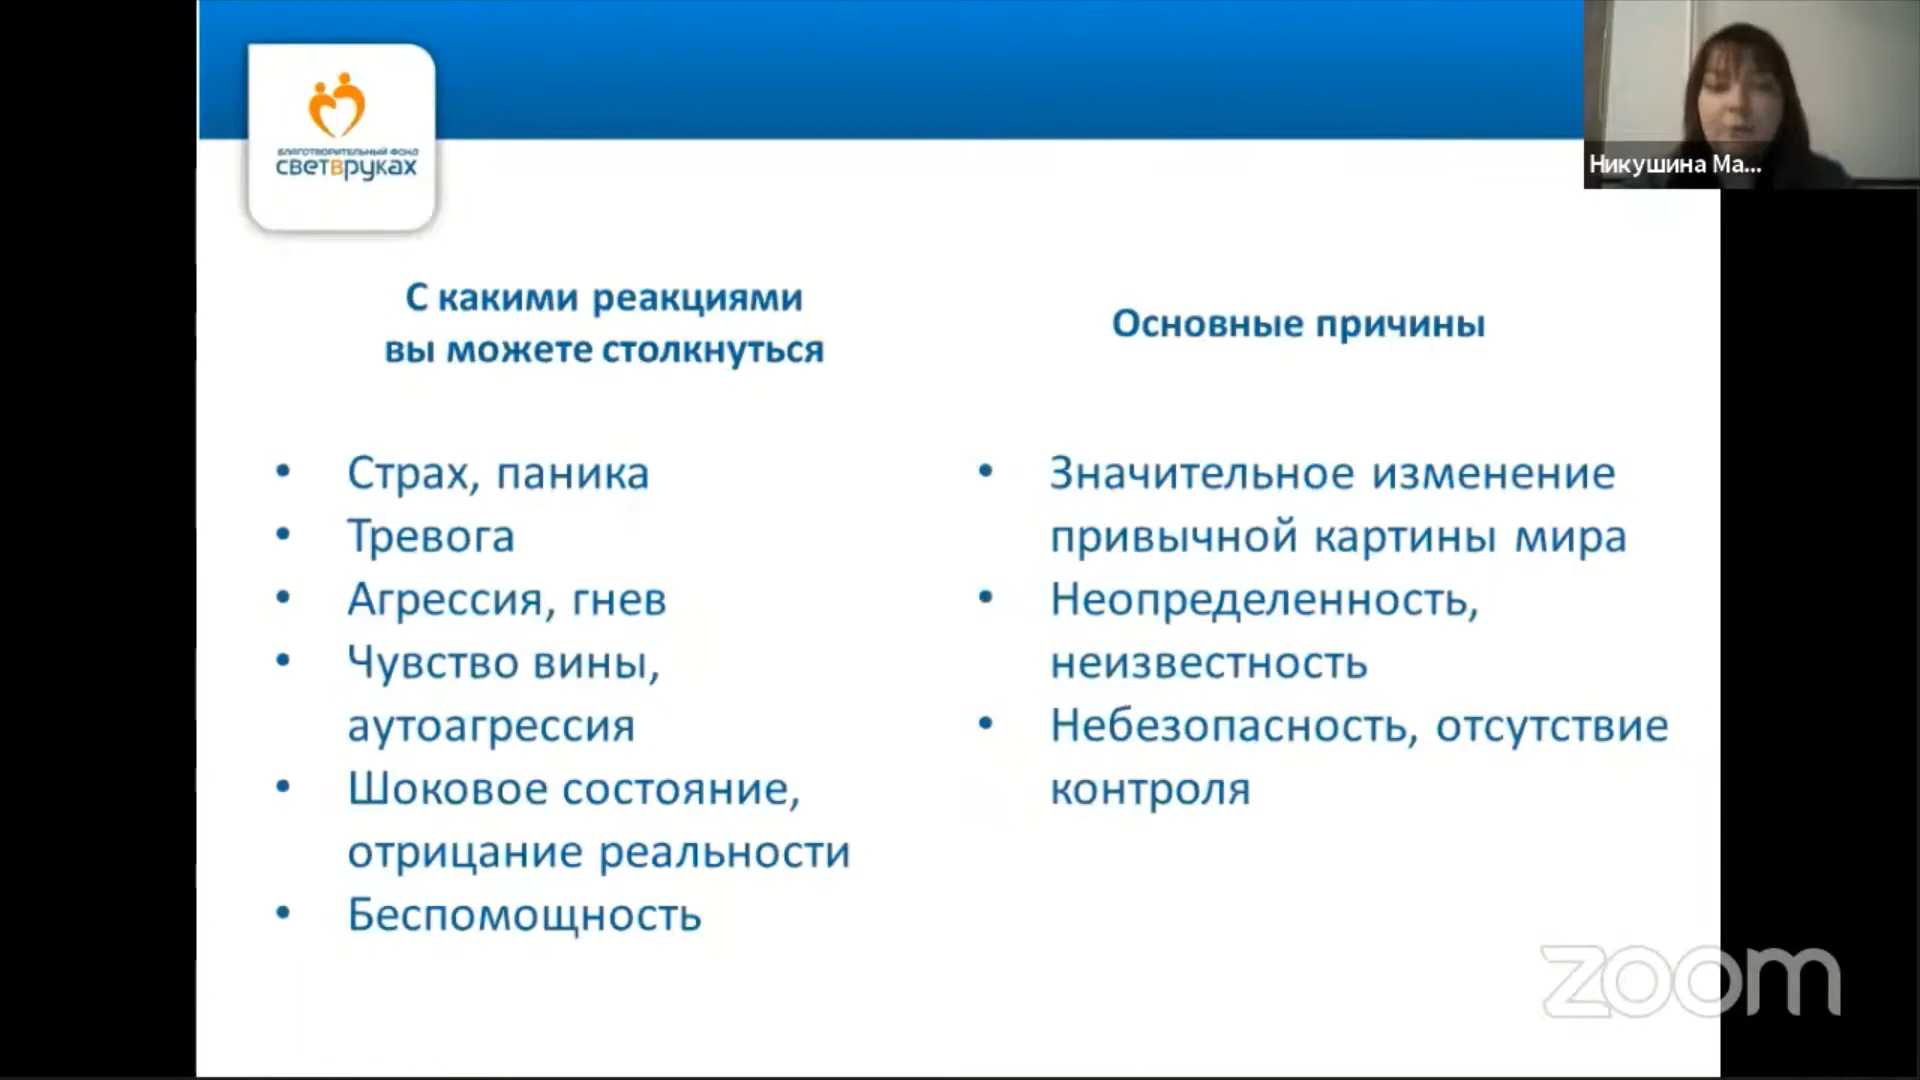 БЛАГОТВОРИТЕЛЬНЫЙ ФОНД
светвруках
Никушина Ма...
С какими реакциями
вы можете столкнуться
• Страх, паника
• Тревога
• Агрессия, гнев
• Чувство вины,
аутоагрессия
• Шоковое состояние,
отрицание реальности
• Беспомощность
Основные причины
• Значительное изменение
привычной картины мира
• Неопределенность,
неизвестность
• Небезопасность, отсутствие
контроля
zoom